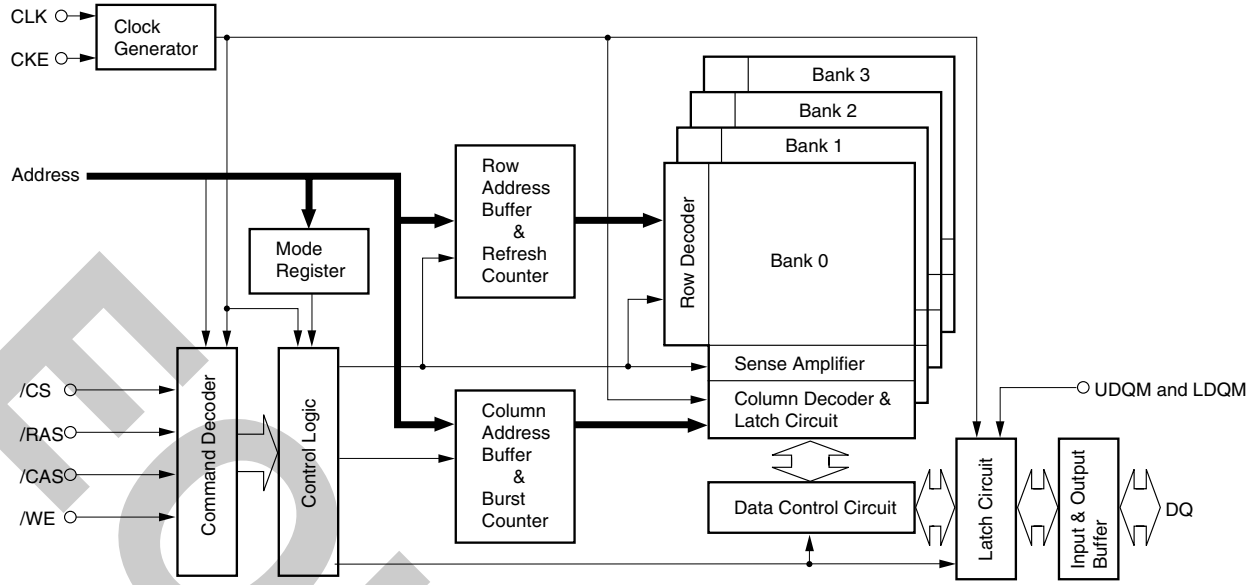 CLK
CKE
Clock
Generator
Bank 3
Bank 2
Bank 1
Address
Row
Address
Buffer
&
Refresh
Counter
Row Decoder
Bank 0
Mode
Register
Sense Amplifier
/CS
/RAS
/CAS
/WE
Command Decoder
Control Logic
Column
Address
Buffer
&
Burst
Counter
Column Decoder &
Latch Circuit
UDQM and LDQM
Data Control Circuit
Latch Circuit
Input & Output
Buffer
DQ